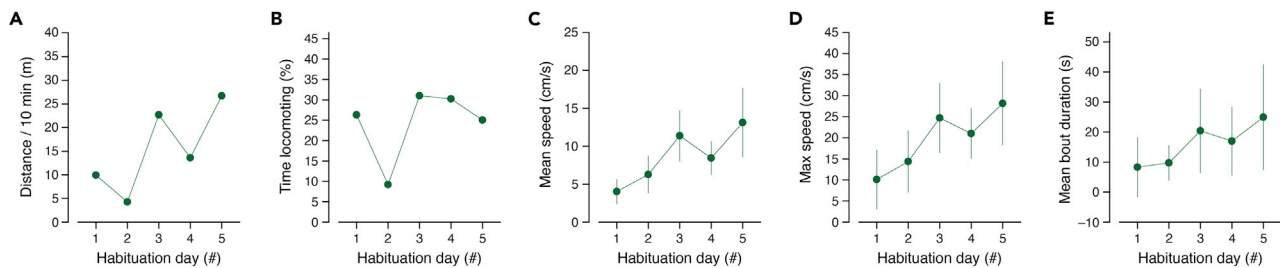 A
Distance / 10 min (m)
40
35
30
25
20
15
10
5
0
1 2 3 4 5
Habituation day (#)
B
Time locomoting (%)
45
40
35
30
25
20
15
10
5
0
1 2 3 4 5
Habituation day (#)
C
Mean speed (cm/s)
25
20
15
10
5
0
1 2 3 4 5
Habituation day (#)
D
Max speed (cm/s)
45
40
35
30
25
20
15
10
5
0
1 2 3 4 5
Habituation day (#)
E
Mean bout duration (s)
50
40
30
20
10
0
−10
1 2 3 4 5
Habituation day (#)